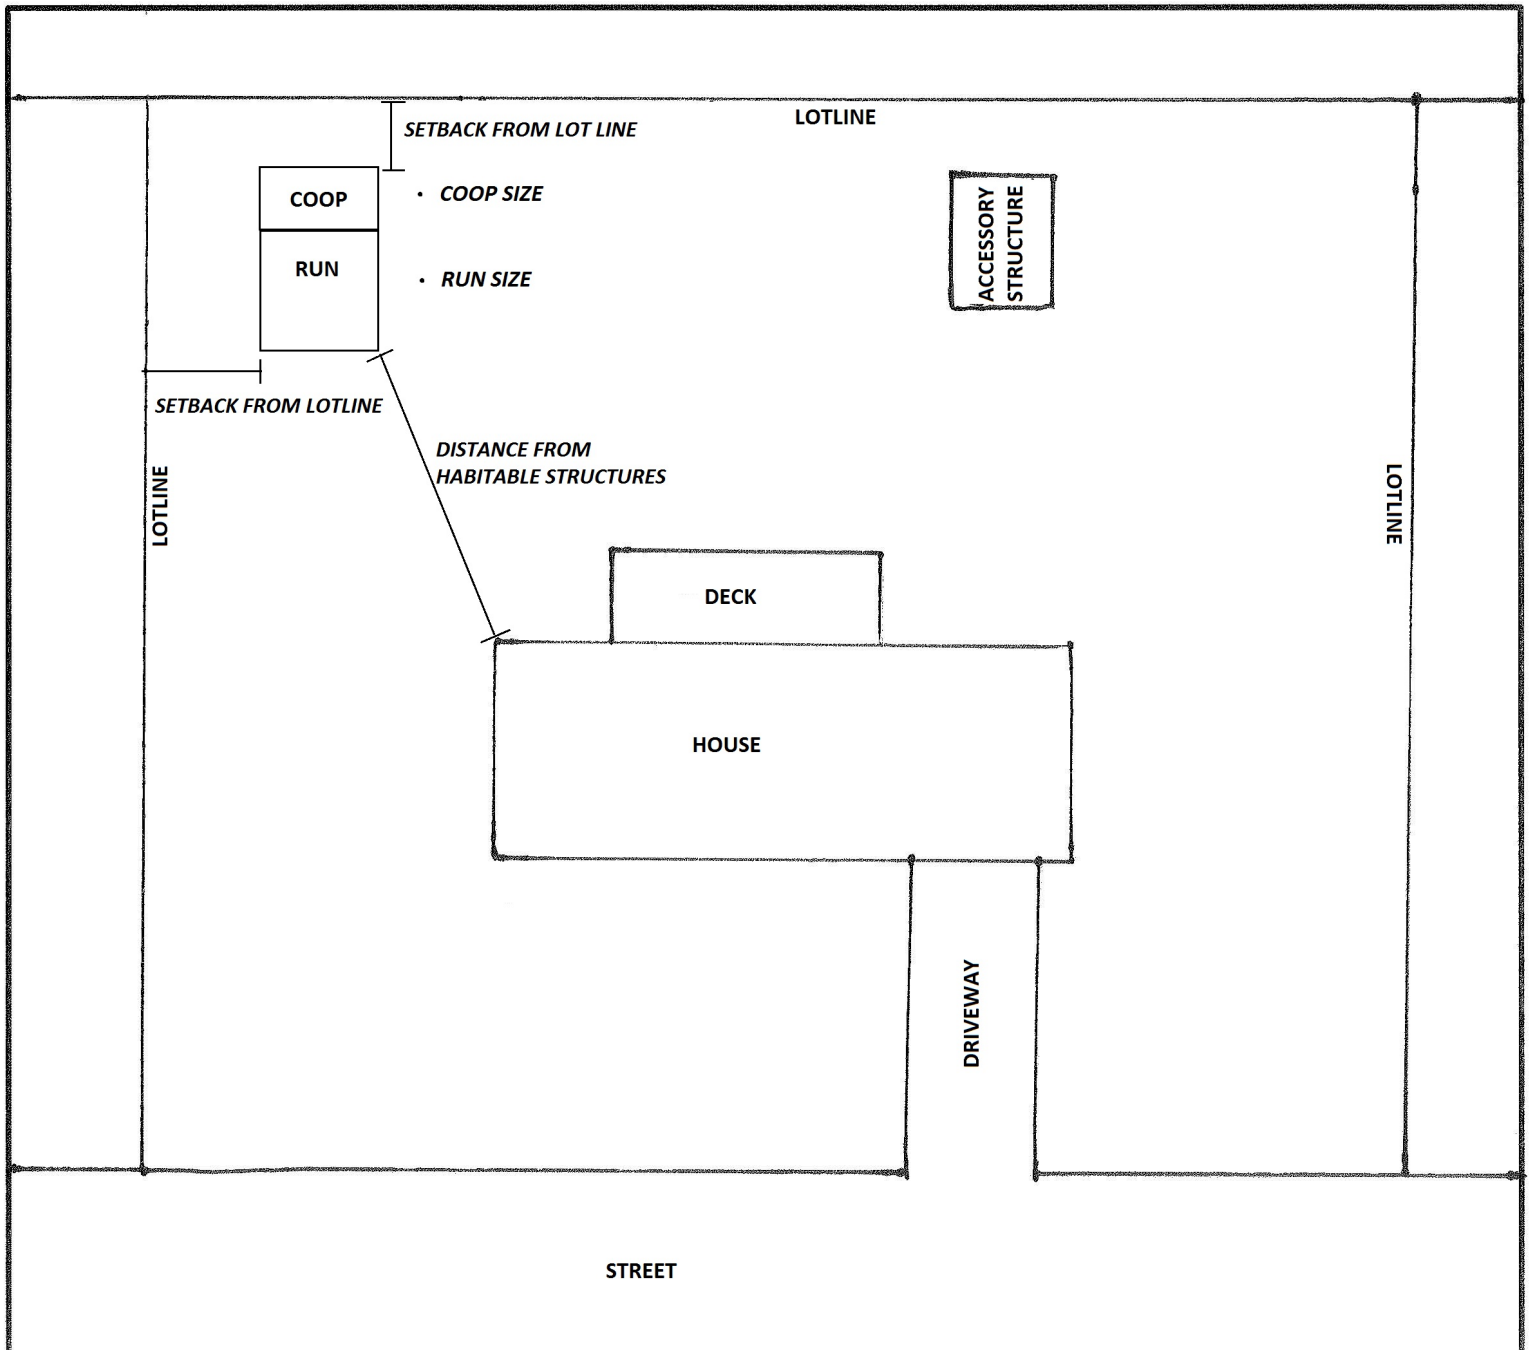 LOTLINE
SETBACK FROM LOT LINE
COOP
• COOP SIZE
ACCESSORY
STRUCTURE
RUN
• RUN SIZE
SETBACK FROM LOTLINE
DISTANCE FROM
HABITABLE STRUCTURES
LOTLINE
LOTLINE
DECK
HOUSE
DRIVEWAY
STREET